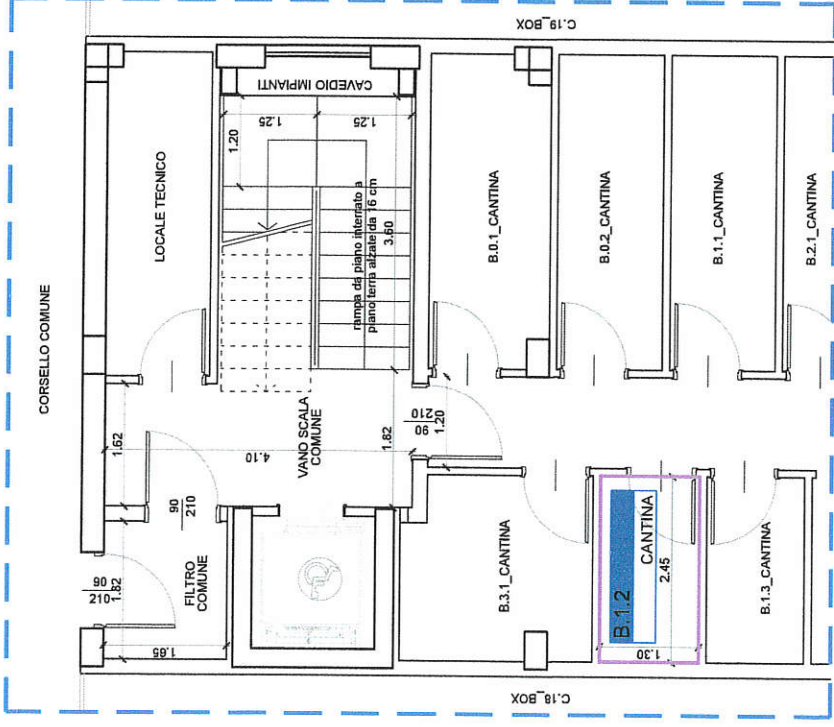 CORSELLO COMUNE
C.19_BOX
LOCALE TECNICO
CAVEDIO IMPIANTI
1.25
1.25
1.20
rampa da piano interrato a
piano terra alzate da 16 cm
3.60
B.0.1_CANTINA
B.0.2_CANTINA
B.1.1_CANTINA
B.2.1_CANTINA
1.62
4.10
VANO SCALA
COMUNE
1.82
90
210
1.20
90
210
90
210
1.82
FILTRO
COMUNE
1.65
B.3.1_CANTINA
B.1.2
CANTINA
2.45
1.30
B.1.3_CANTINA
C.18_BOX